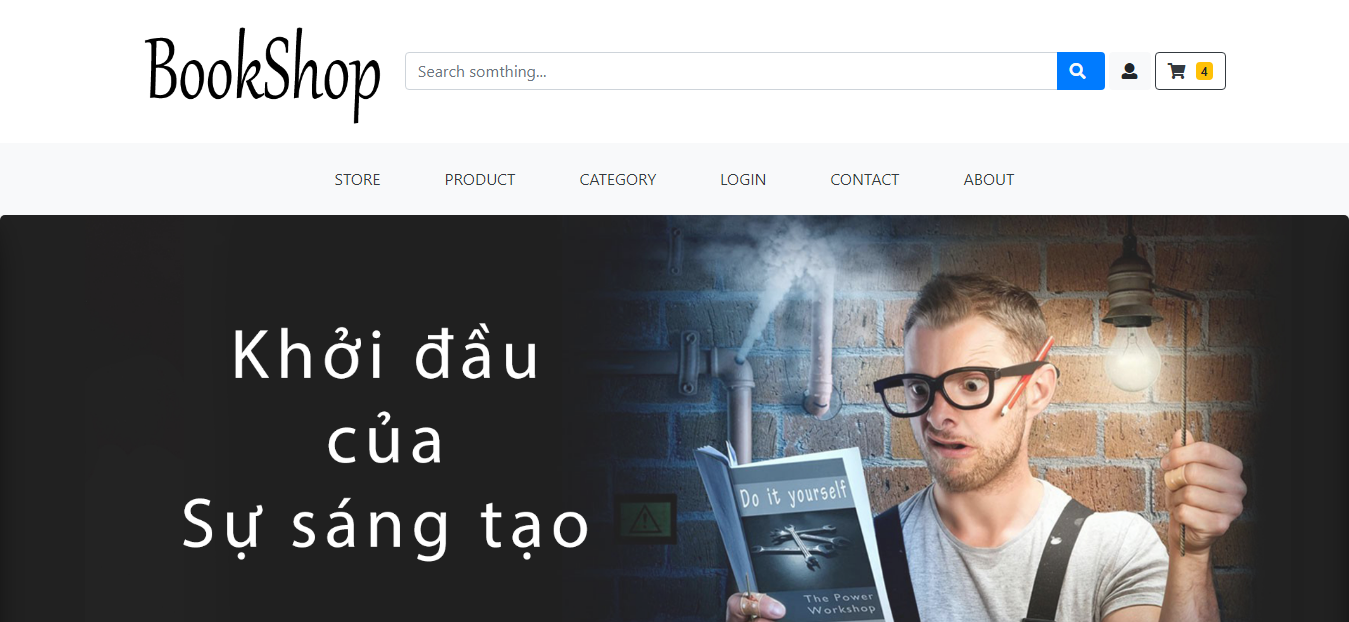 BookShop
Search somthing...
4
STORE PRODUCT CATEGORY LOGIN CONTACT ABOUT
Khởi đầu
của
Sự sáng tạo
Do it yourself
The Power
Workshop